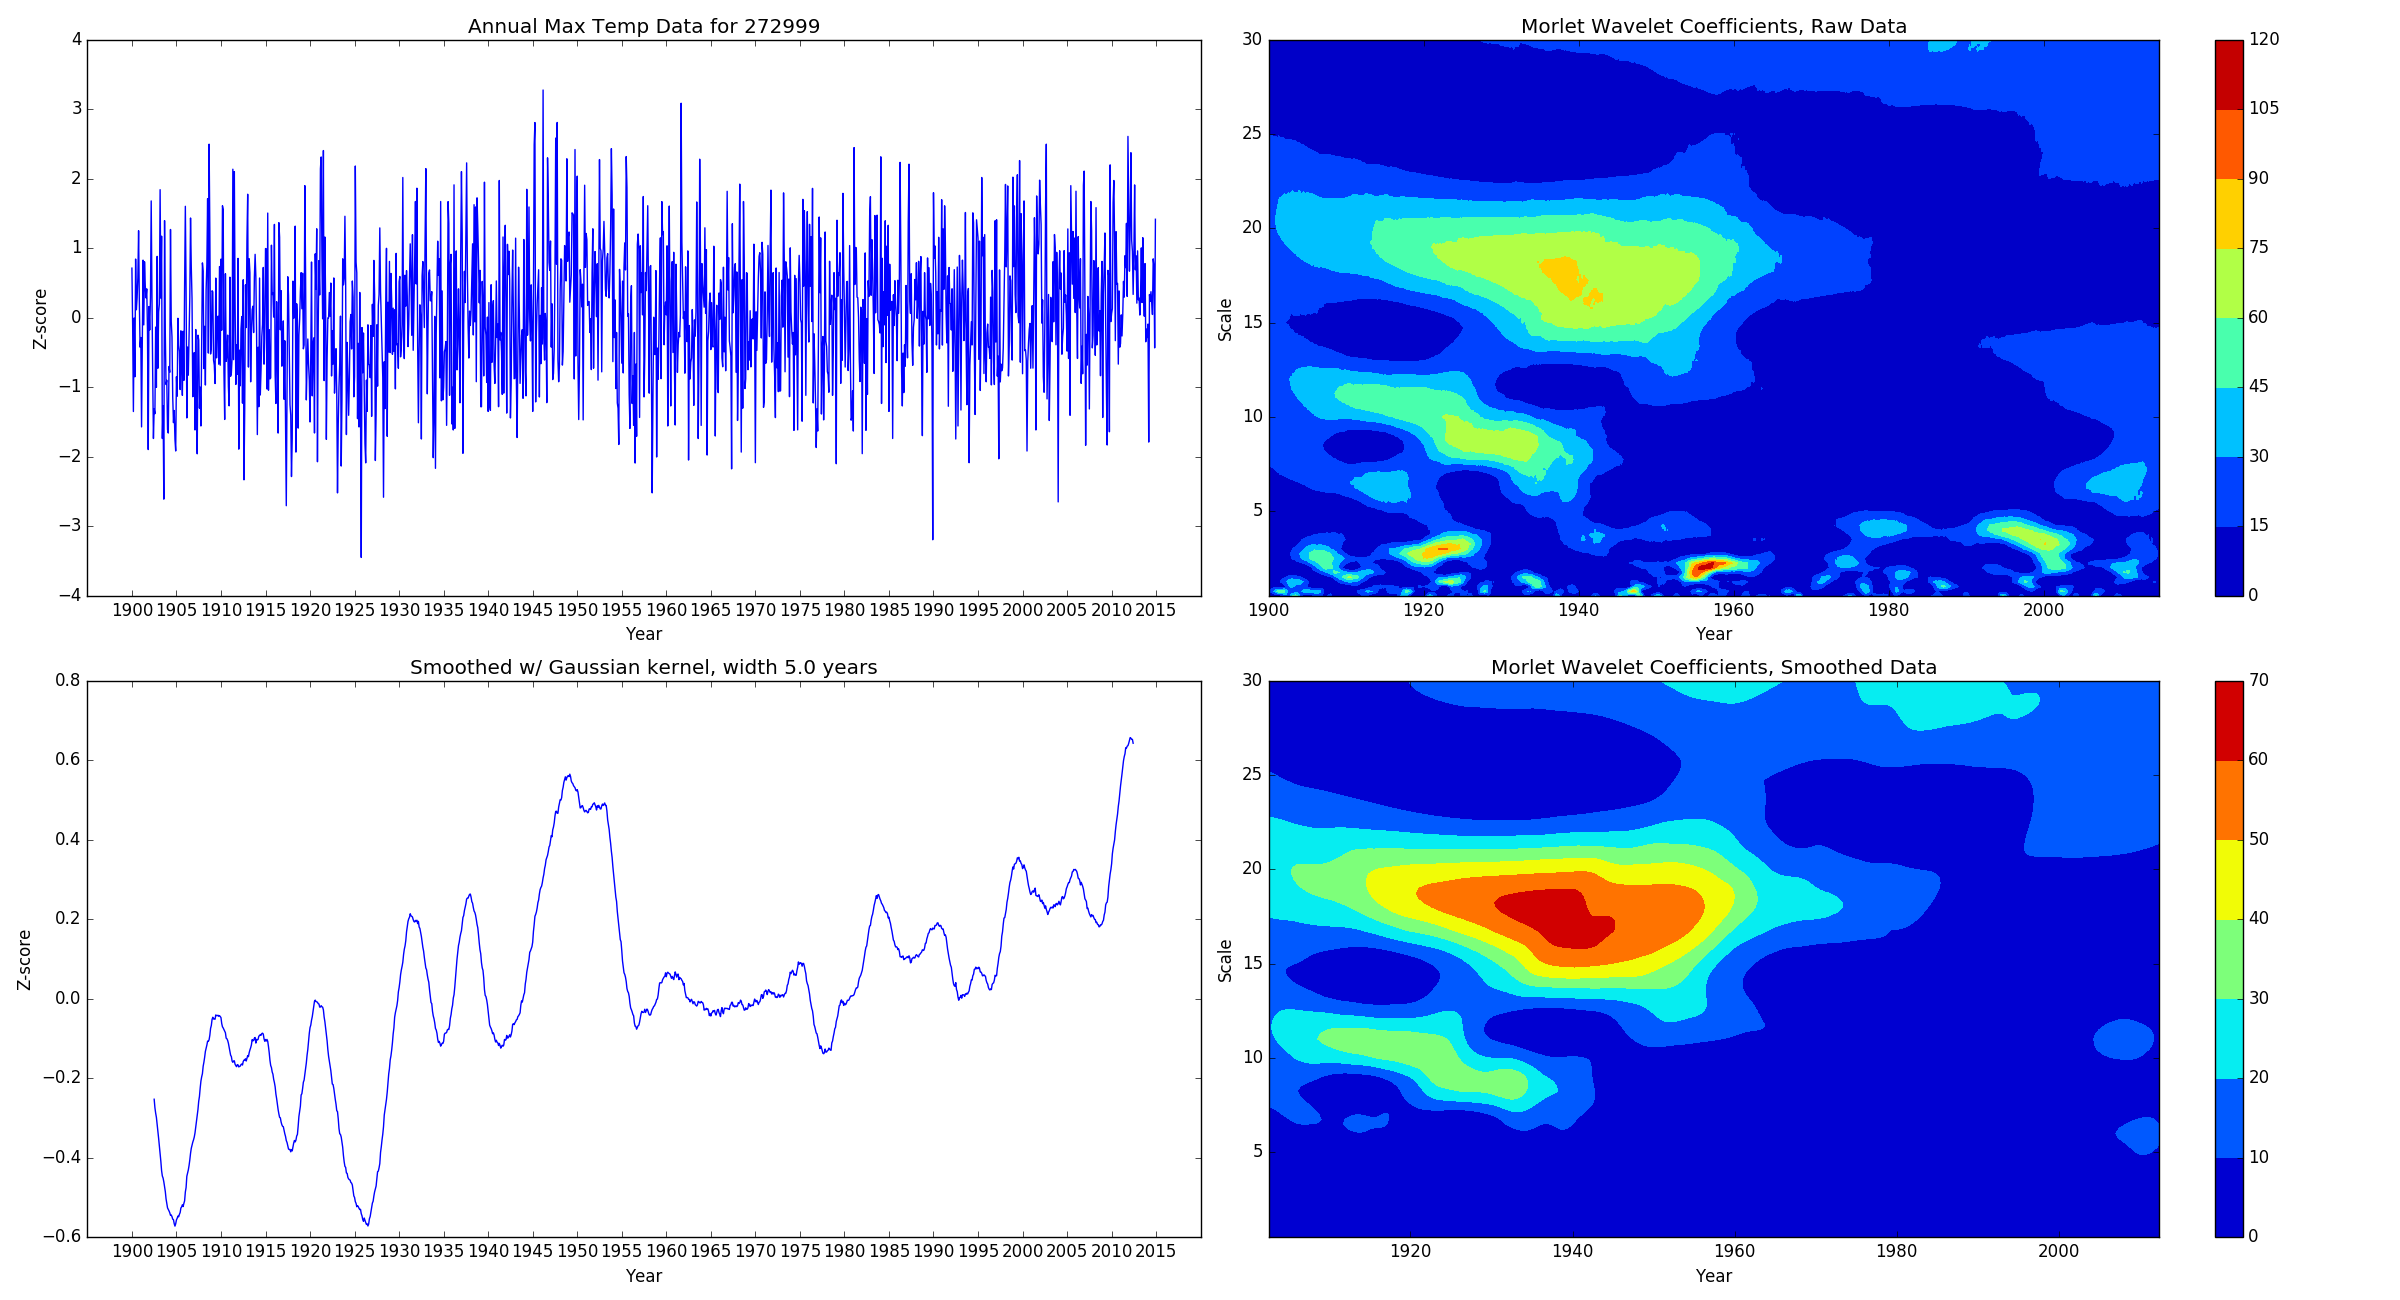 Annual Max Temp Data for 272999
4
3
2
1
0
−1
−2
−3
−4
Z-score
1900 1905 1910 1915 1920 1925 1930 1935 1940 1945 1950 1955 1960 1965 1970 1975 1980 1985 1990 1995 2000 2005 2010 2015
Year
Morlet Wavelet Coefficients, Raw Data
30
25
20
15
10
5
Scale
1900 1920 1940 1960 1980 2000
Year
120
105
90
75
60
45
30
15
0
Smoothed w/ Gaussian kernel, width 5.0 years
0.8
0.6
0.4
0.2
0.0
−0.2
−0.4
−0.6
Z-score
1900 1905 1910 1915 1920 1925 1930 1935 1940 1945 1950 1955 1960 1965 1970 1975 1980 1985 1990 1995 2000 2005 2010 2015
Year
Morlet Wavelet Coefficients, Smoothed Data
30
25
20
15
10
5
Scale
1920 1940 1960 1980 2000
Year
70
60
50
40
30
20
10
0